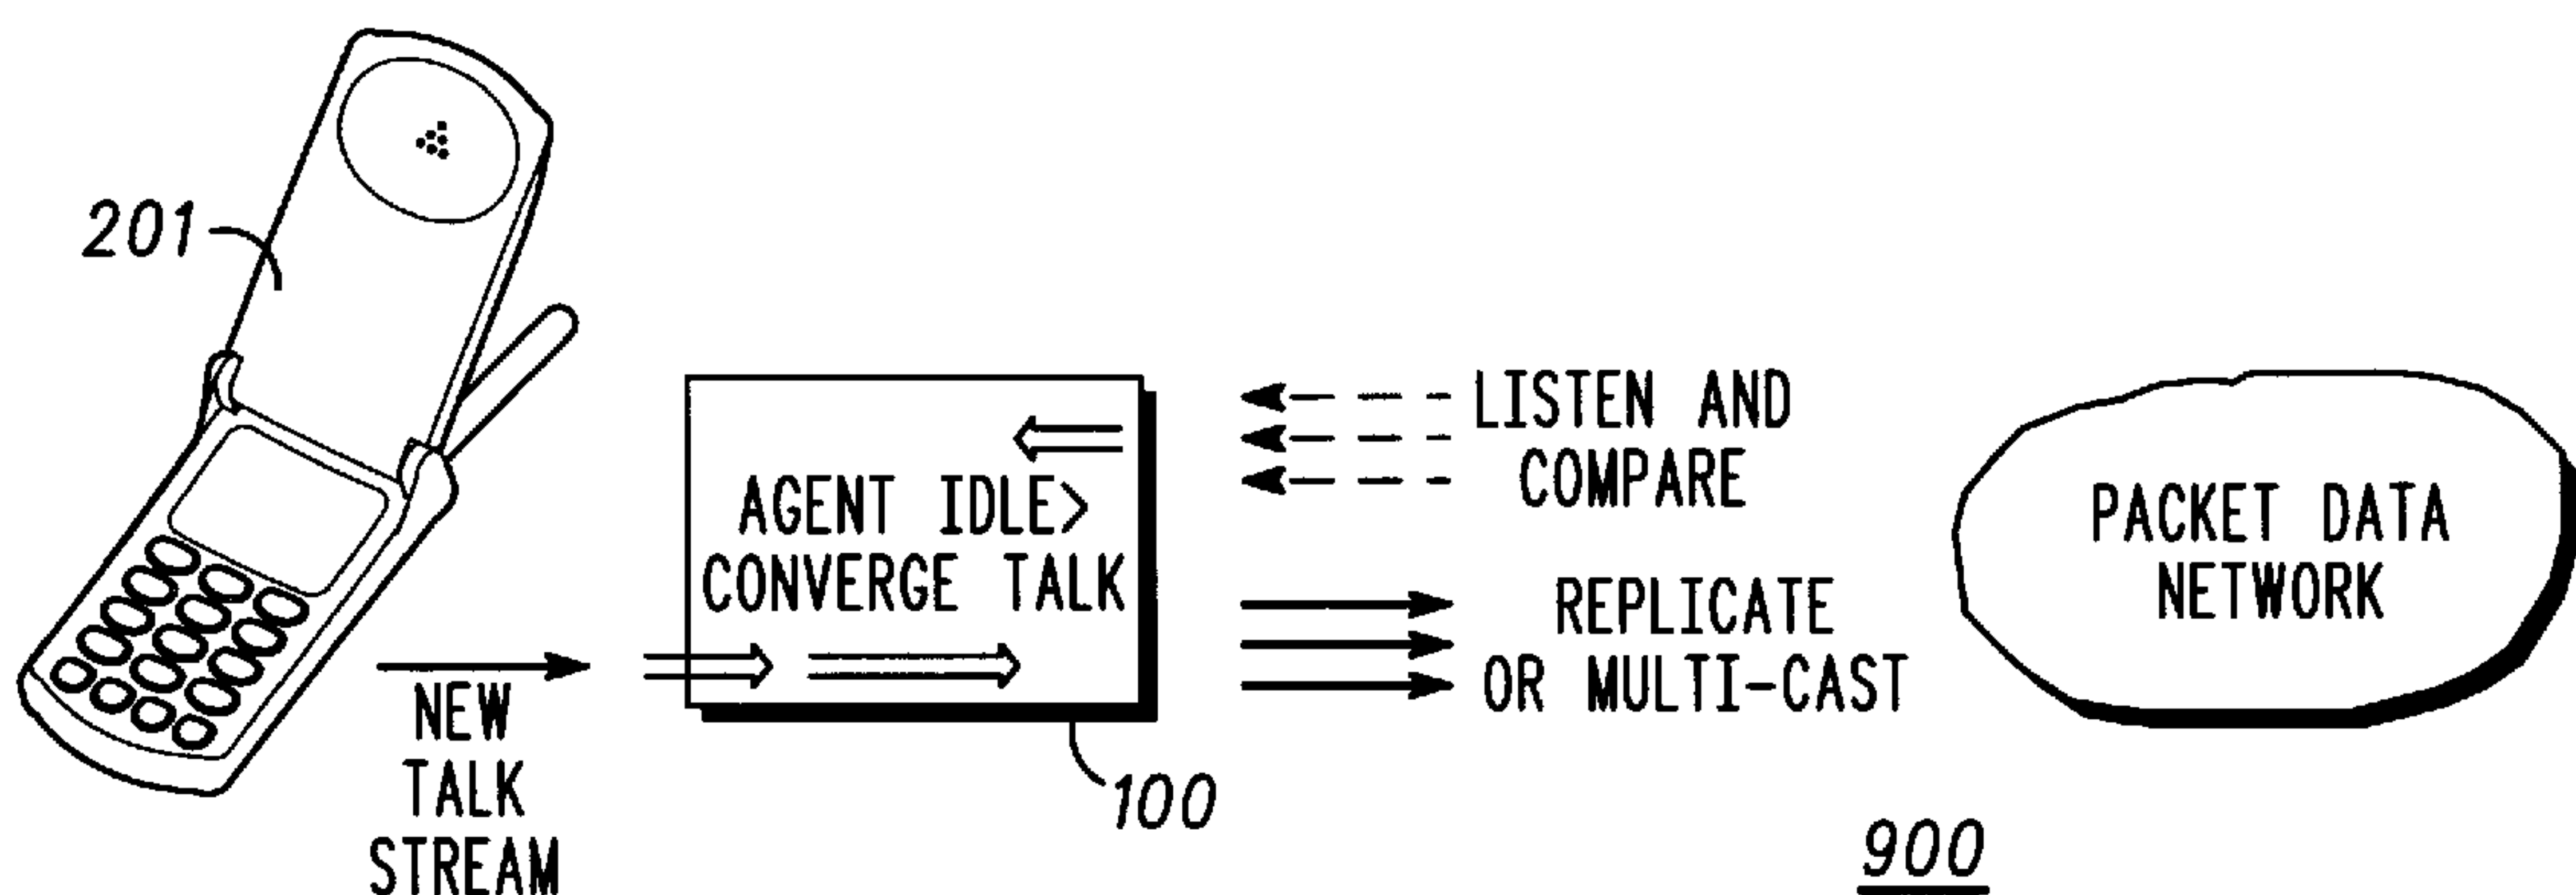 201
NEW
TALK
STREAM
AGENT IDLE>
CONVERGE TALK
100
LISTEN AND
COMPARE
REPLICATE
OR MULTI-CAST
PACKET DATA
NETWORK
900